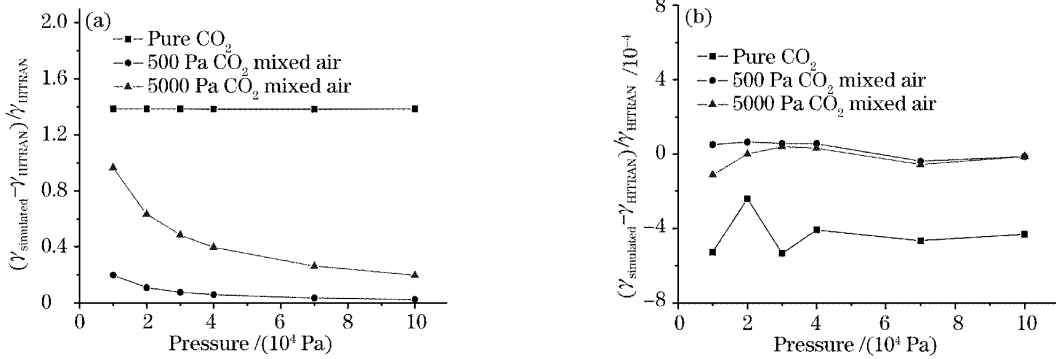 (a)
2.0
1.6
1.2
0.8
0.4
0
0 2 4 6 8 10
Pressure /(10⁴ Pa)
(γsimulated−γHITRAN)/γHITRAN
Pure CO₂
500 Pa CO₂ mixed air
5000 Pa CO₂ mixed air
(b)
8
4
0
−4
−8
0 2 4 6 8 10
Pressure /(10⁴ Pa)
(γsimulated−γHITRAN)/γHITRAN /10⁻⁴
Pure CO₂
500 Pa CO₂ mixed air
5000 Pa CO₂ mixed air